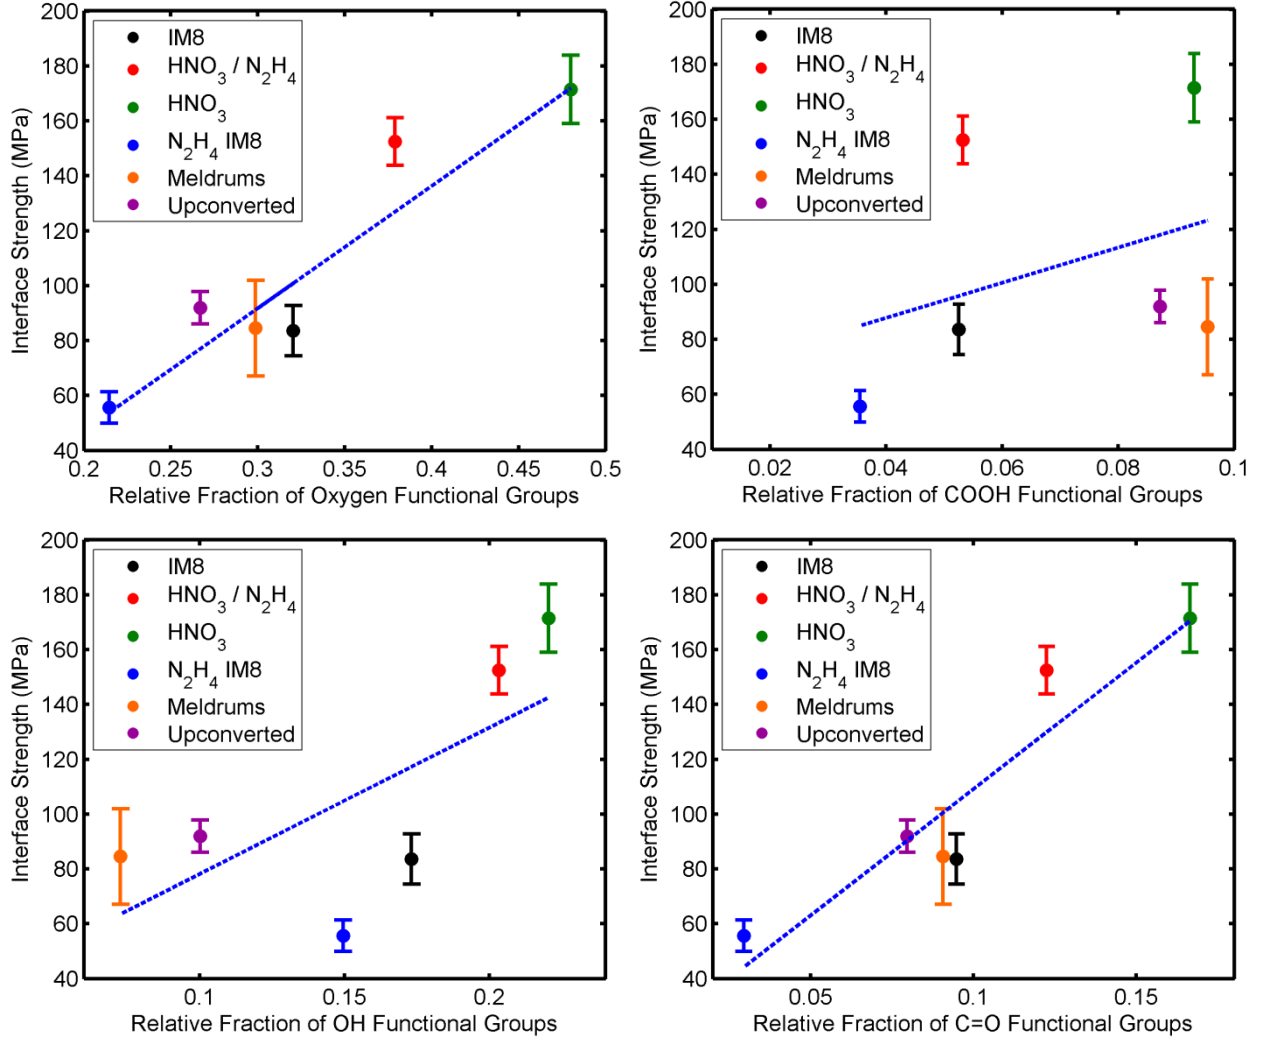 200
180
160
140
120
100
80
60
40
Interface Strength (MPa)
IM8
HNO3 / N2H4
HNO3
N2H4 IM8
Meldrums
Upconverted
0.2 0.25 0.3 0.35 0.4 0.45 0.5
Relative Fraction of Oxygen Functional Groups
200
180
160
140
120
100
80
60
40
Interface Strength (MPa)
IM8
HNO3 / N2H4
HNO3
N2H4 IM8
Meldrums
Upconverted
0.02 0.04 0.06 0.08 0.1
Relative Fraction of COOH Functional Groups
200
180
160
140
120
100
80
60
40
Interface Strength (MPa)
IM8
HNO3 / N2H4
HNO3
N2H4 IM8
Meldrums
Upconverted
0.1 0.15 0.2
Relative Fraction of OH Functional Groups
200
180
160
140
120
100
80
60
40
Interface Strength (MPa)
IM8
HNO3 / N2H4
HNO3
N2H4 IM8
Meldrums
Upconverted
0.05 0.1 0.15
Relative Fraction of C=O Functional Groups